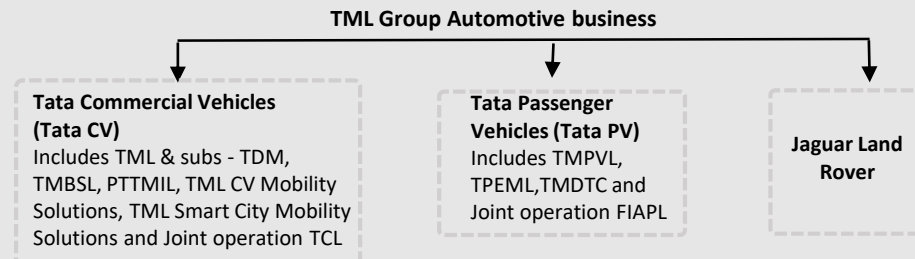 TML Group Automotive business
Tata Commercial Vehicles
(Tata CV)
Includes TML & subs - TDM,
TMBSL, PTTMIL, TML CV Mobility
Solutions, TML Smart City Mobility
Solutions and Joint operation TCL
Tata Passenger
Vehicles (Tata PV)
Includes TMPVL,
TPEML,TMDTC and
Joint operation FIAPL
Jaguar Land
Rover